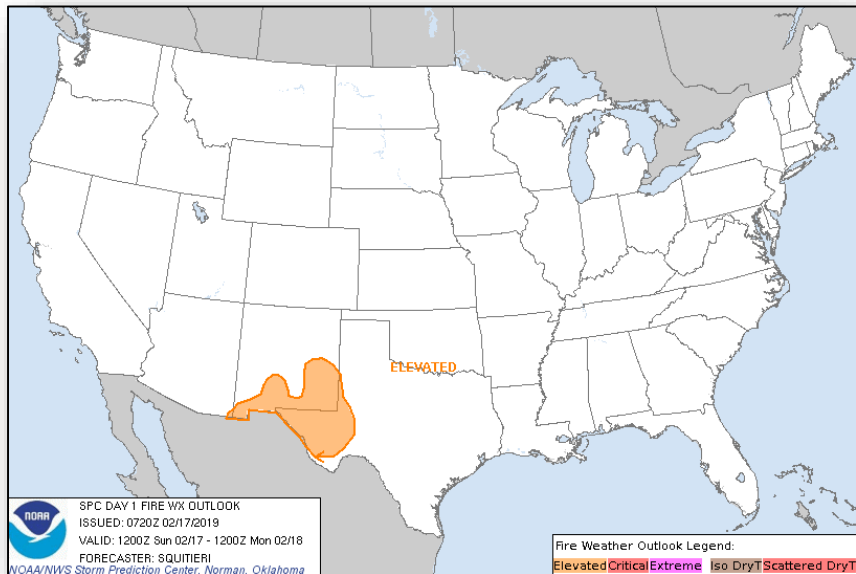 ELEVATED
NOAA
SPC DAY 1 FIRE WX OUTLOOK
ISSUED: 0720Z 02/17/2019
VALID: 1200Z Sun 02/17 - 1200Z Mon 02/18
FORECASTER: SQUITIERI
NOAA/NWS Storm Prediction Center, Norman, Oklahoma
Fire Weather Outlook Legend:
Elevated Critical Extreme Iso DryT Scattered DryT